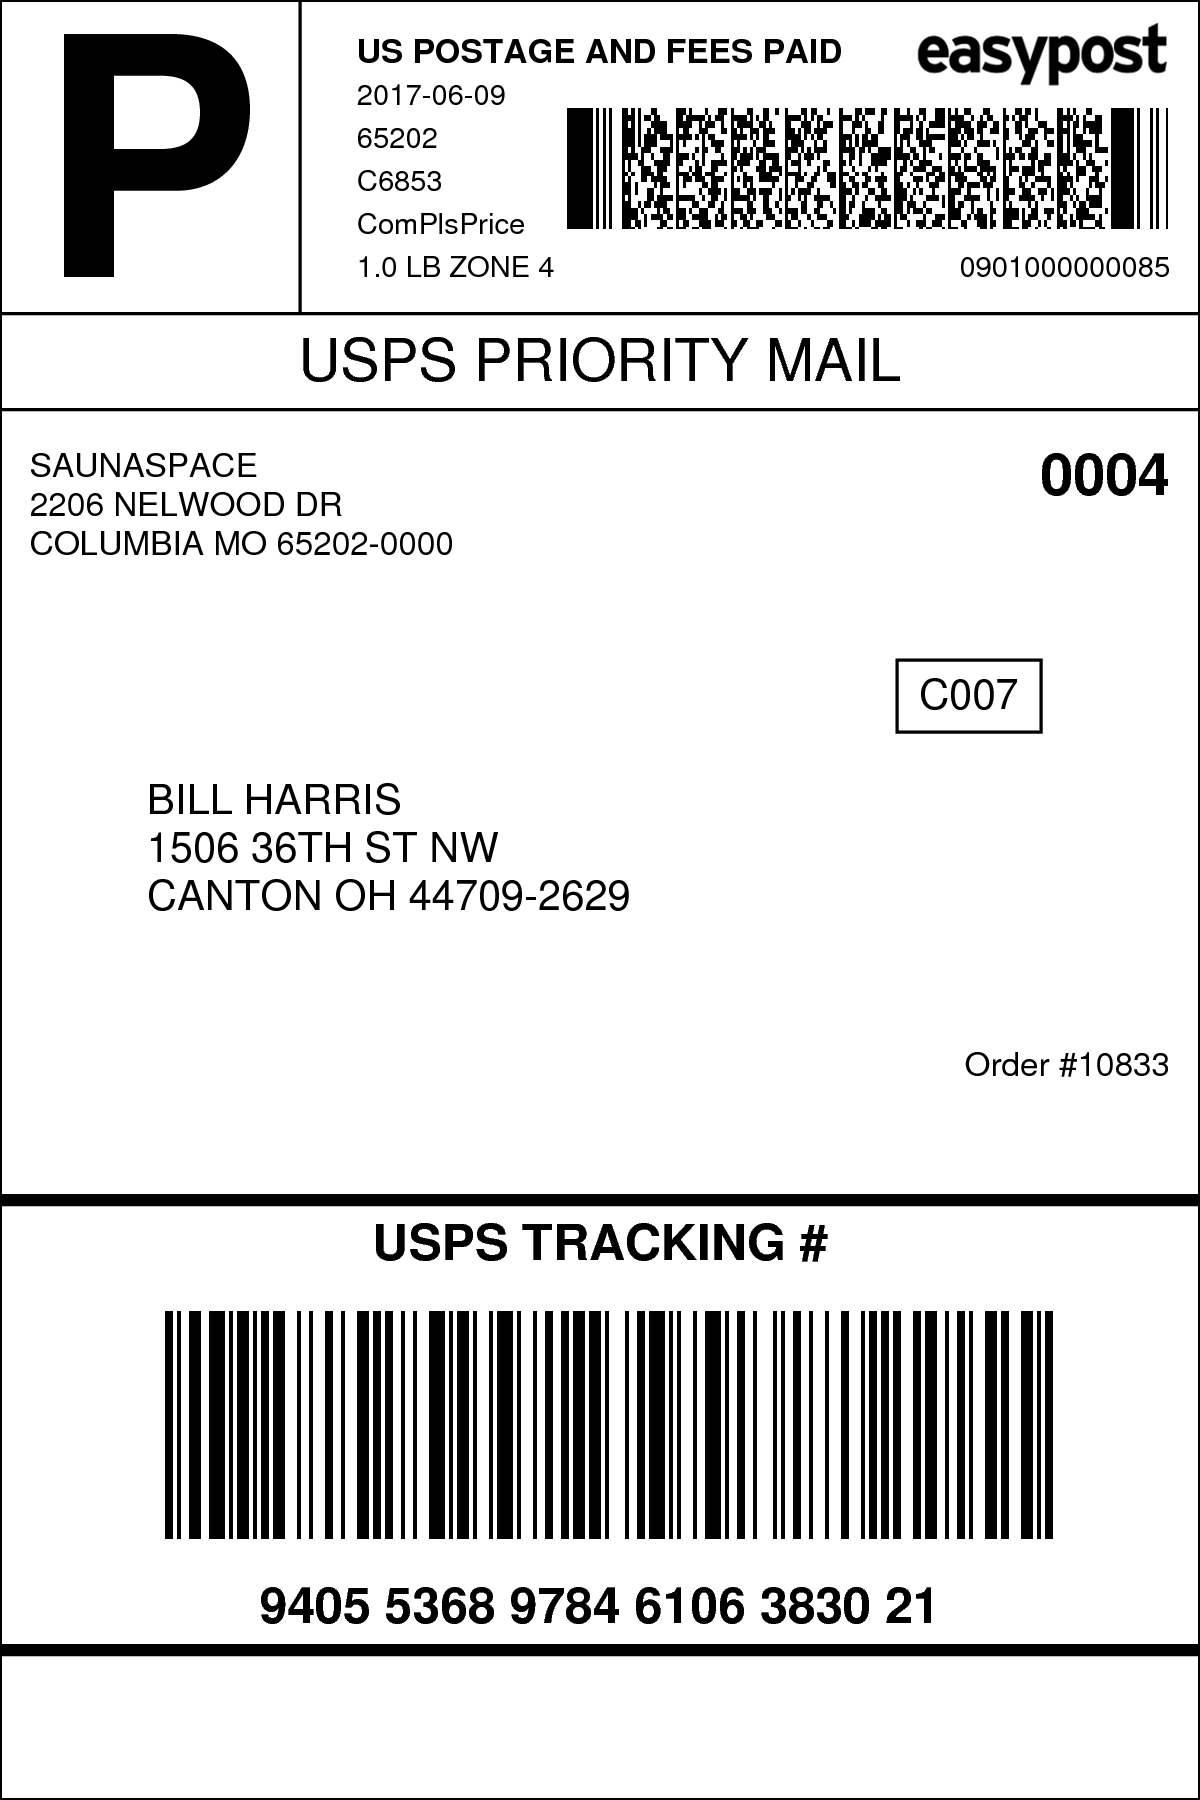 P
US POSTAGE AND FEES PAID
easypost
2017-06-09
65202
C6853
ComPlsPrice
1.0 LB ZONE 4
0901000000085
USPS PRIORITY MAIL
SAUNASPACE
2206 NELWOOD DR
COLUMBIA MO 65202-0000
0004
C007
BILL HARRIS
1506 36TH ST NW
CANTON OH 44709-2629
Order #10833
USPS TRACKING #
9405 5368 9784 6106 3830 21